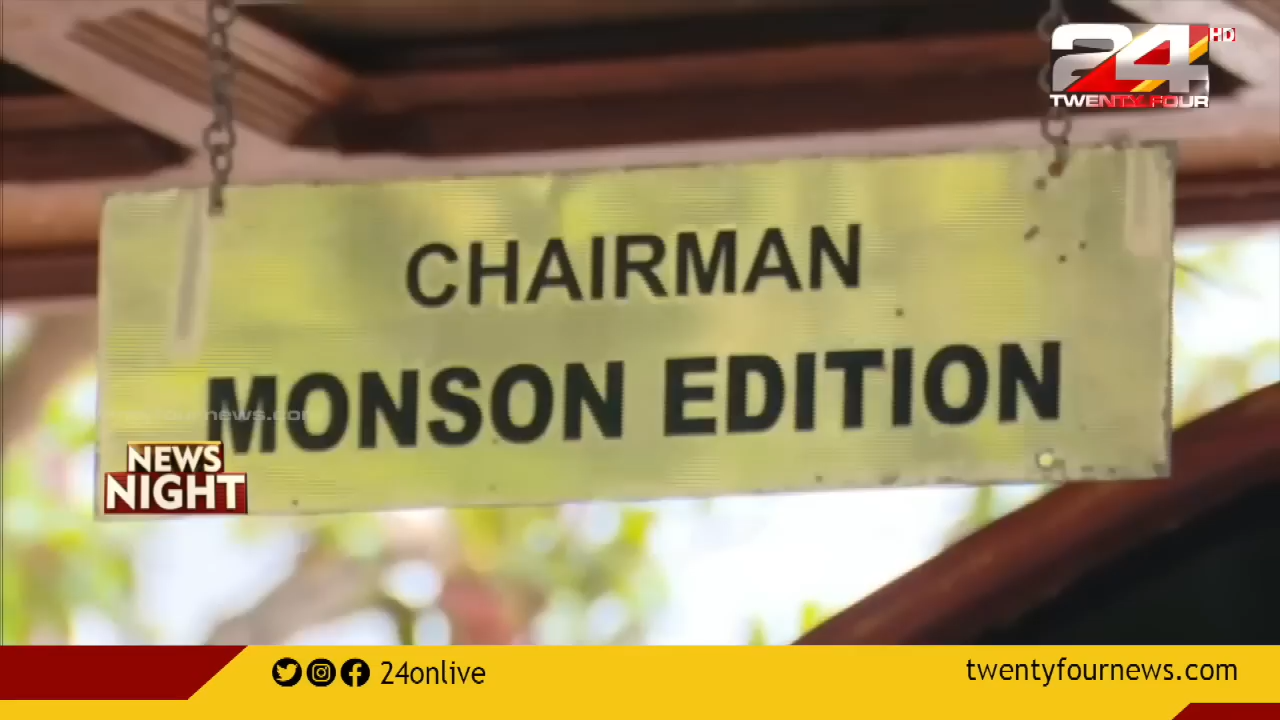 24 HD
TWENTY FOUR
CHAIRMAN
MONSON EDITION
NEWS
NIGHT
24onlive
twentyfournews.com